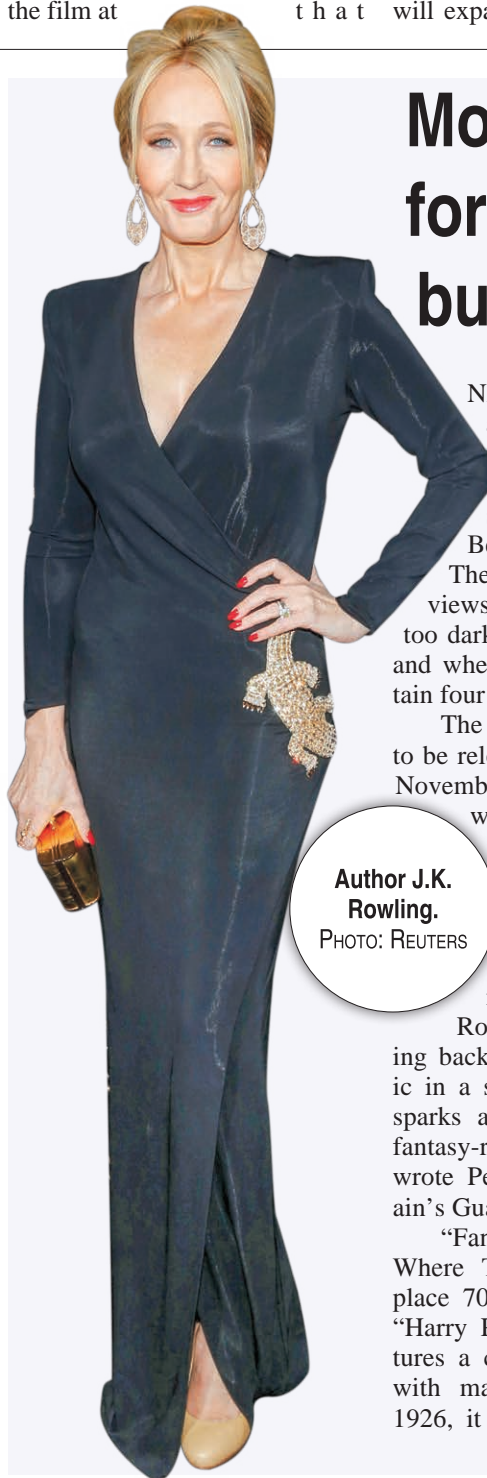 the film at that will expa
Mo
for
bu
N
Be
The
views
too dark
and whe
tain four
The
to be rele
Novemb
w
Author J.K.
Rowling.
PHOTO: REUTERS
Ro
ing back
ic in a s
sparks a
fantasy-r
wrote Pe
ain's Gua
“Fan
Where T
place 70
“Harry P
tures a c
with ma
1926, it